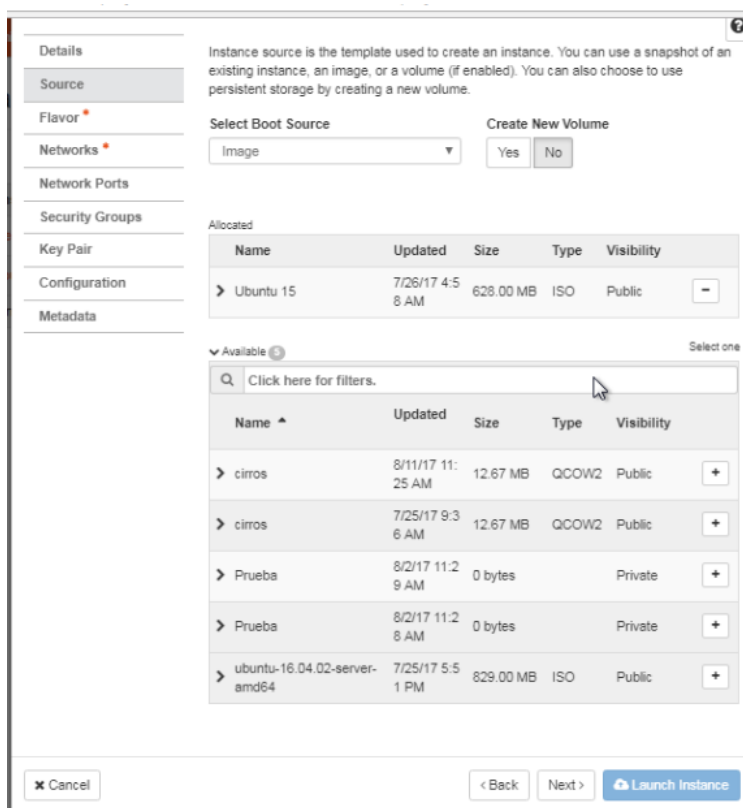 Details
Source
Flavor *
Networks *
Network Ports
Security Groups
Key Pair
Configuration
Metadata
?
Instance source is the template used to create an instance. You can use a snapshot of an
existing instance, an image, or a volume (if enabled). You can also choose to use
persistent storage by creating a new volume.
Select Boot Source Create New Volume
Image Yes No
Allocated
Name Updated Size Type Visibility
Ubuntu 15 7/26/17 4:5 628.00 MB ISO Public -
8 AM
Available 5 Select one
Click here for filters.
Name Updated Size Type Visibility
cirros 8/11/17 11: 12.67 MB QCOW2 Public +
25 AM
cirros 7/25/17 9:3 12.67 MB QCOW2 Public +
6 AM
Prueba 8/2/17 11:2 0 bytes Private +
9 AM
Prueba 8/2/17 11:2 0 bytes Private +
8 AM
ubuntu-16.04.02-server- 7/25/17 5:5 829.00 MB ISO Public +
amd64 1 PM
× Cancel < Back Next > Launch Instance